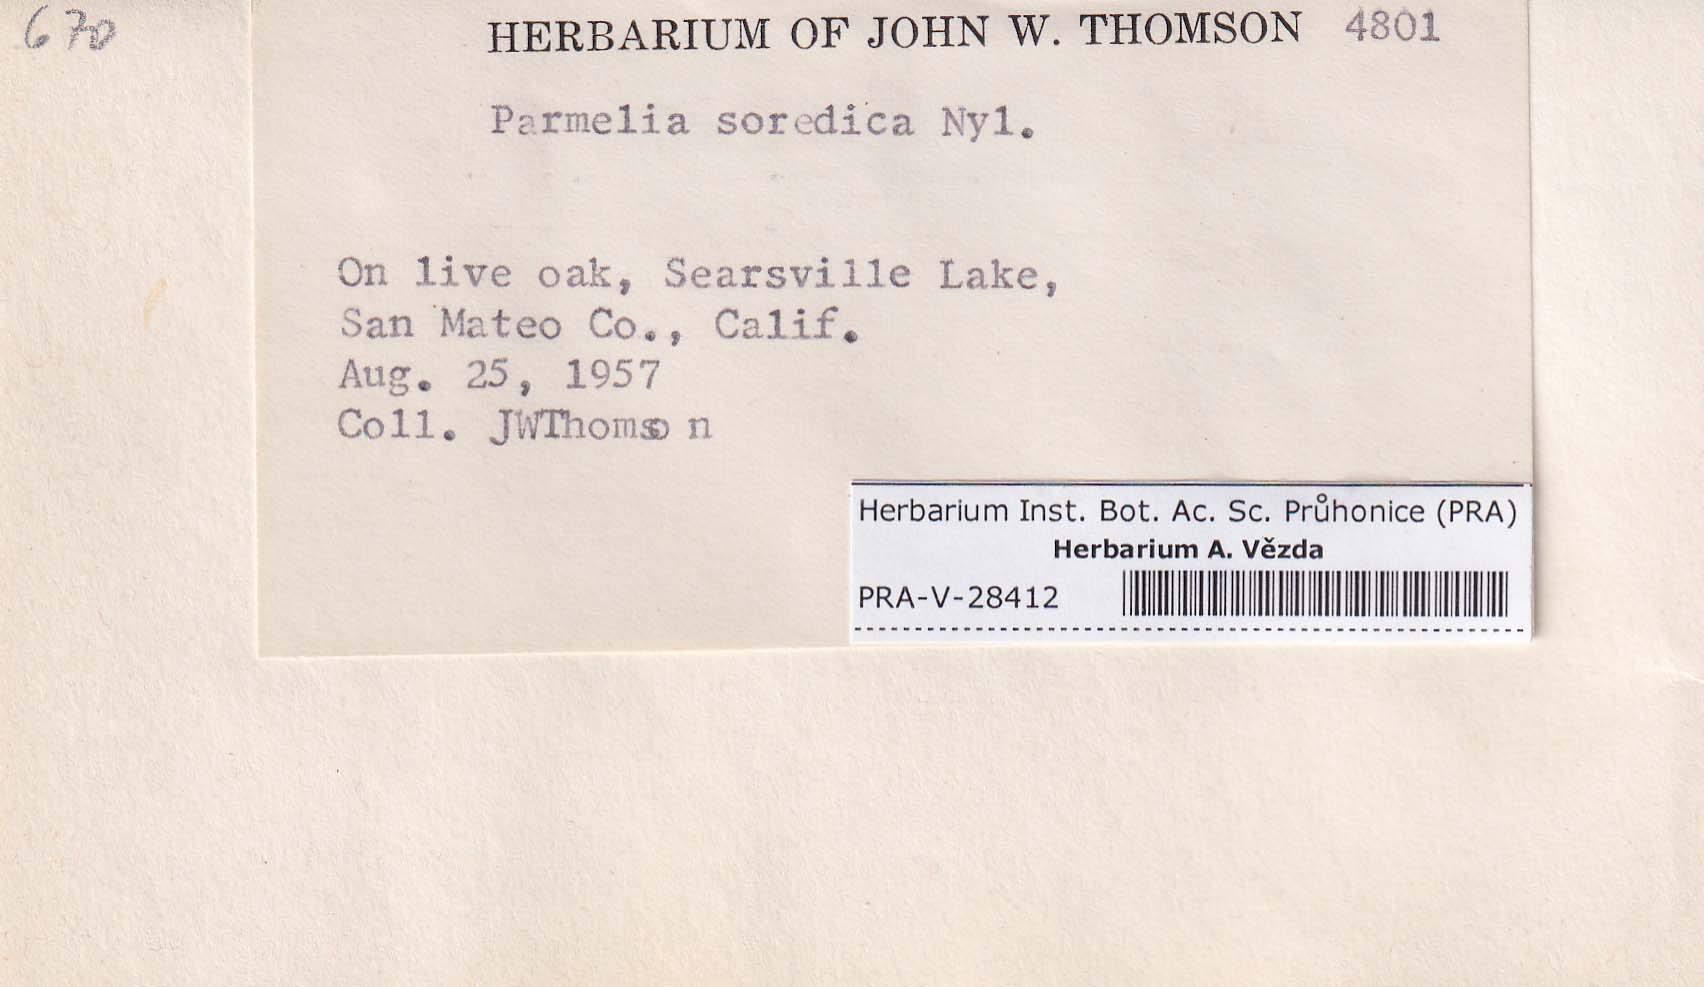 670
HERBARIUM OF JOHN W. THOMSON 4801
Parmelia soredica Nyl.
On live oak, Searsville Lake,
San Mateo Co., Calif.
Aug. 25, 1957
Coll. JWThomson
Herbarium Inst. Bot. Ac. Sc. Průhonice (PRA)
Herbarium A. Vězda
PRA-V-28412